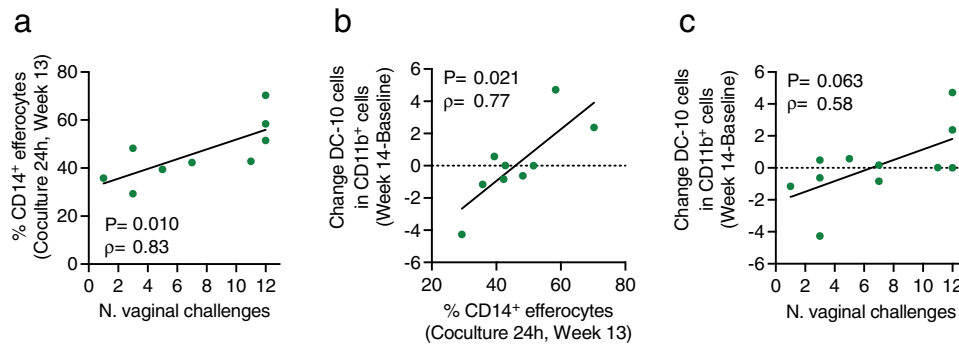 a
% CD14⁺ efferocytes
(Coculture 24h, Week 13)
80
60
40
20
0
P= 0.010
ρ= 0.83
0 2 4 6 8 10 12
N. vaginal challenges
b
Change DC-10 cells
in CD11b⁺ cells
(Week 14-Baseline)
6
4
2
0
-2
-4
-6
P= 0.021
ρ= 0.77
20 40 60 80
% CD14⁺ efferocytes
(Coculture 24h, Week 13)
c
Change DC-10 cells
in CD11b⁺ cells
(Week 14-Baseline)
6
4
2
0
-2
-4
-6
P= 0.063
ρ= 0.58
0 2 4 6 8 10 12
N. vaginal challenges